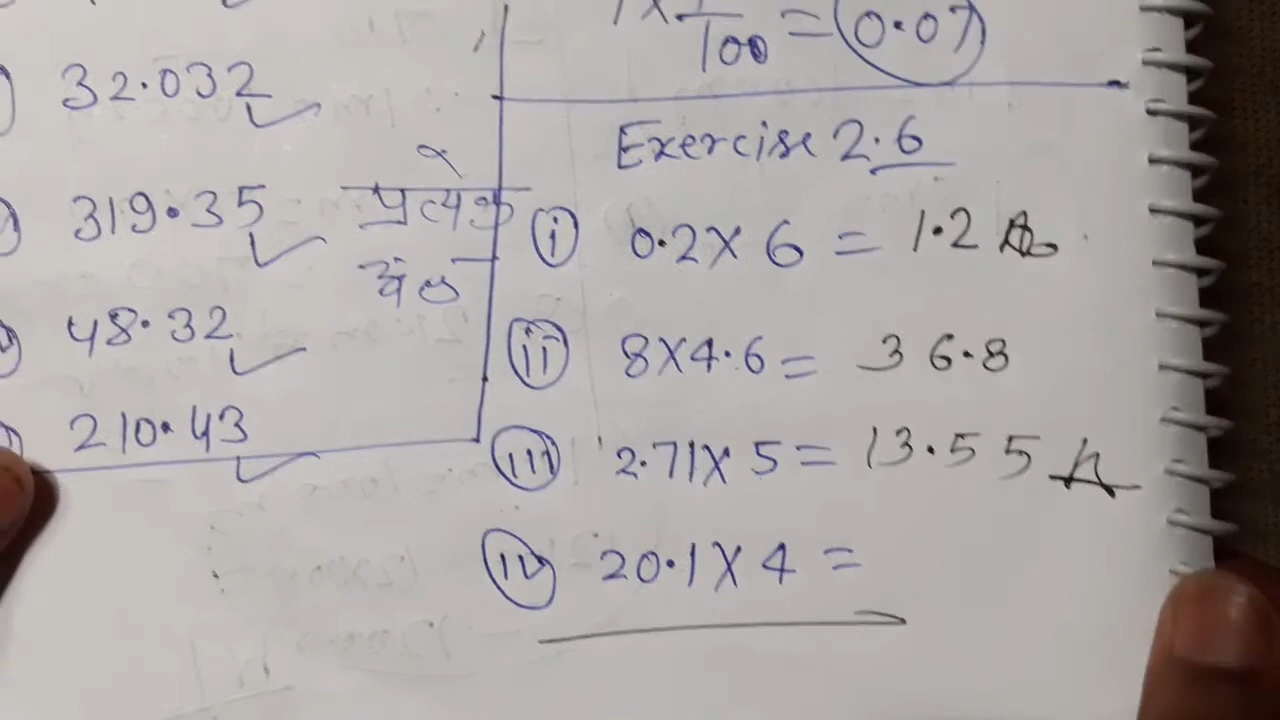 32.032
319.35
48.32
210.43
प्रत्येक
1/100 = 0.07
Exercise 2.6
(i) 0.2 X 6 = 1.2 A
(ii) 8 X 4.6 = 36.8
(iii) 2.71 X 5 = 13.55 A
(iv) 20.1 X 4 =